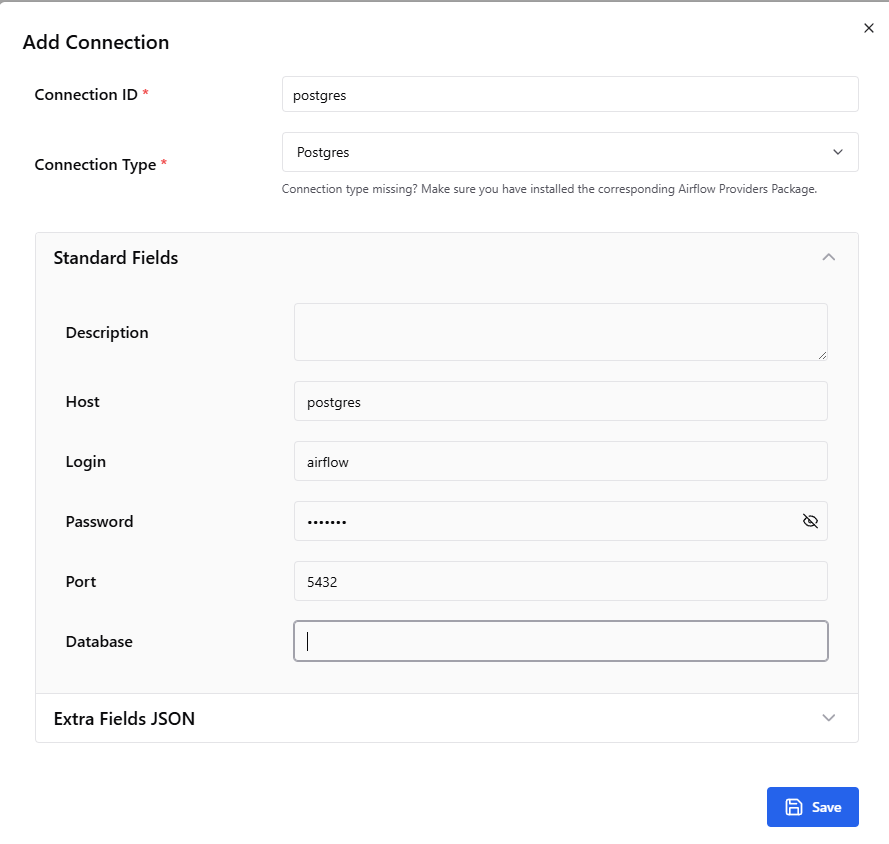 Add Connection
Connection ID *
postgres
Connection Type *
Postgres
Connection type missing? Make sure you have installed the corresponding Airflow Providers Package.
Standard Fields
Description
Host
postgres
Login
airflow
Password
•••••••
Port
5432
Database
Extra Fields JSON
Save